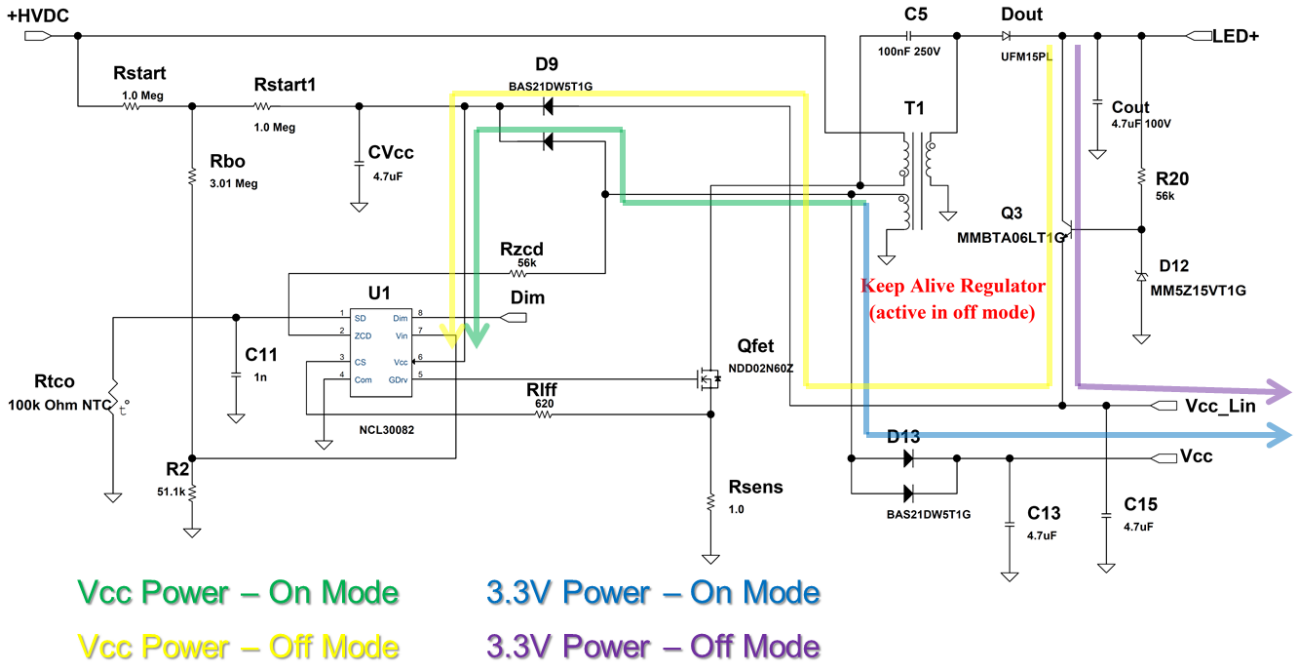 +HVDC
C5
100nF 250V
Dout
UFM15PL
LED+
Rstart
1.0 Meg
Rstart1
1.0 Meg
D9
BAS21DW5T1G
T1
Cout
4.7uF 100V
Rbo
3.01 Meg
CVcc
4.7uF
R20
56k
Q3
MMBTA06LT1G
Rzcd
56k
D12
MM5Z15VT1G
Keep Alive Regulator
(active in off mode)
U1
Dim
1 SD Dim 8
2 ZCD Vin 7
3 CS Vcc 6
4 Com GDrv 5
NCL30082
C11
1n
Rtco
100k Ohm NTC
t°
Qfet
NDD02N60Z
Rlff
620
Vcc_Lin
D13
BAS21DW5T1G
Vcc
R2
51.1k
Rsens
1.0
C13
4.7uF
C15
4.7uF
Vcc Power – On Mode
3.3V Power – On Mode
Vcc Power – Off Mode
3.3V Power – Off Mode